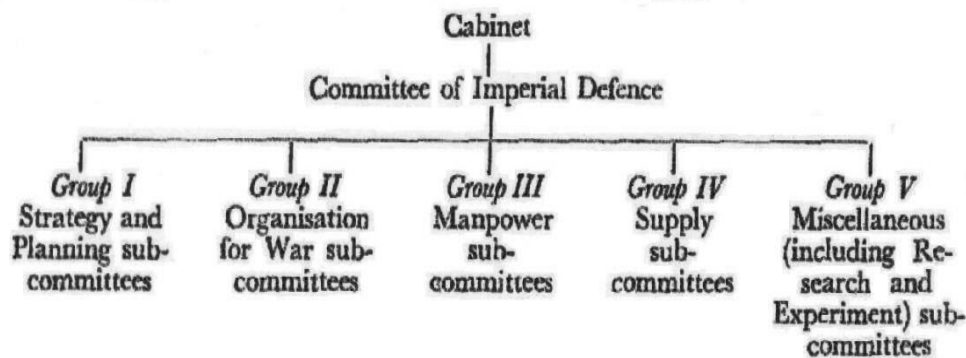 Cabinet
Committee of Imperial Defence
Group I
Strategy and
Planning sub-
committees
Group II
Organisation
for War sub-
committees
Group III
Manpower
sub-
committees
Group IV
Supply
sub-
committees
Group V
Miscellaneous
(including Re-
search and
Experiment) sub-
committees